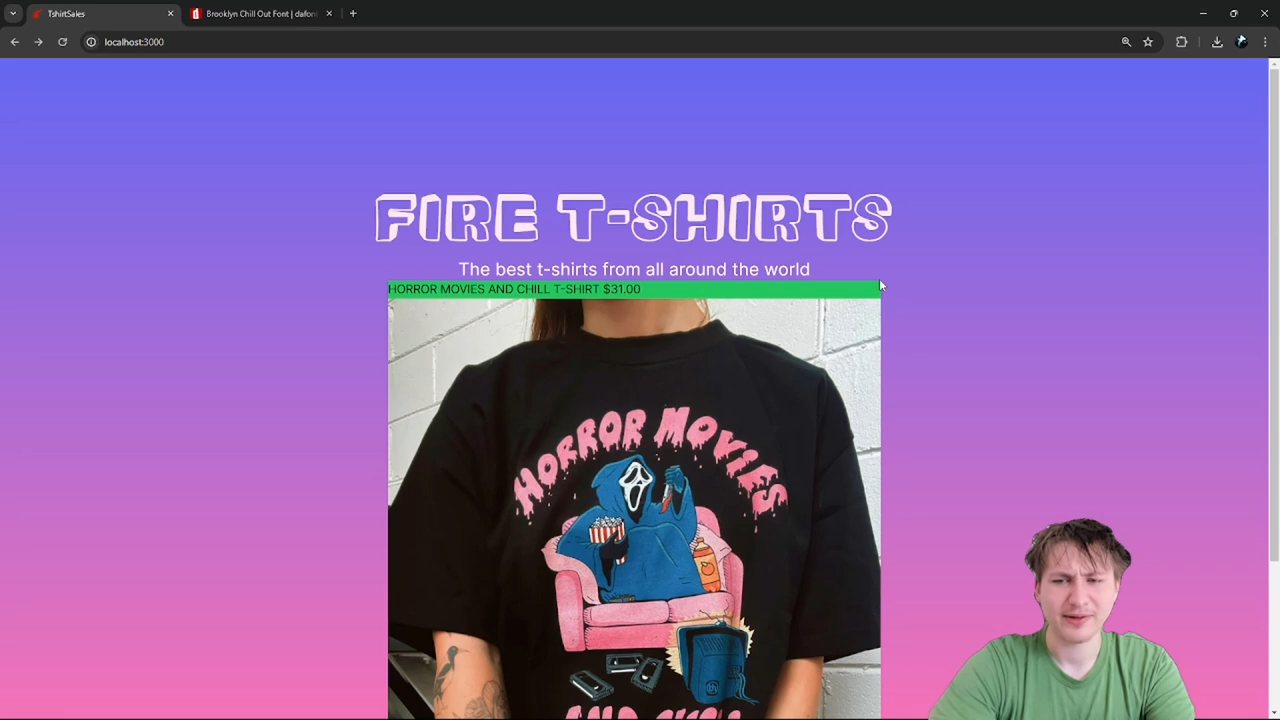 TshirtSales
Brooklyn Chill Out Font | dafon
localhost:3000
FIRE T-SHIRTS
The best t-shirts from all around the world
HORROR MOVIES AND CHILL T-SHIRT $31.00
HORROR MOVIES